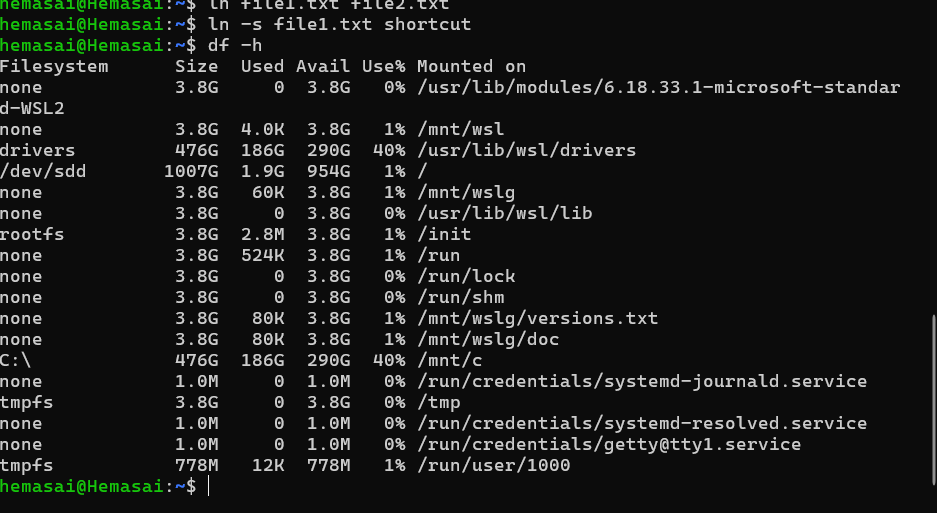 hemasai@Hemasai:~$ ln file1.txt file2.txt
hemasai@Hemasai:~$ ln -s file1.txt shortcut
hemasai@Hemasai:~$ df -h
Filesystem      Size  Used Avail Use% Mounted on
none            3.8G     0  3.8G   0% /usr/lib/modules/6.18.33.1-microsoft-standar
d-WSL2
none            3.8G  4.0K  3.8G   1% /mnt/wsl
drivers         476G  186G  290G  40% /usr/lib/wsl/drivers
/dev/sdd       1007G  1.9G  954G   1% /
none            3.8G   60K  3.8G   1% /mnt/wslg
none            3.8G     0  3.8G   0% /usr/lib/wsl/lib
rootfs          3.8G  2.8M  3.8G   1% /init
none            3.8G  524K  3.8G   1% /run
none            3.8G     0  3.8G   0% /run/lock
none            3.8G     0  3.8G   0% /run/shm
none            3.8G   80K  3.8G   1% /mnt/wslg/versions.txt
none            3.8G   80K  3.8G   1% /mnt/wslg/doc
C:\             476G  186G  290G  40% /mnt/c
none            1.0M     0  1.0M   0% /run/credentials/systemd-journald.service
tmpfs           3.8G     0  3.8G   0% /tmp
none            1.0M     0  1.0M   0% /run/credentials/systemd-resolved.service
none            1.0M     0  1.0M   0% /run/credentials/getty@tty1.service
tmpfs           778M   12K  778M   1% /run/user/1000
hemasai@Hemasai:~$